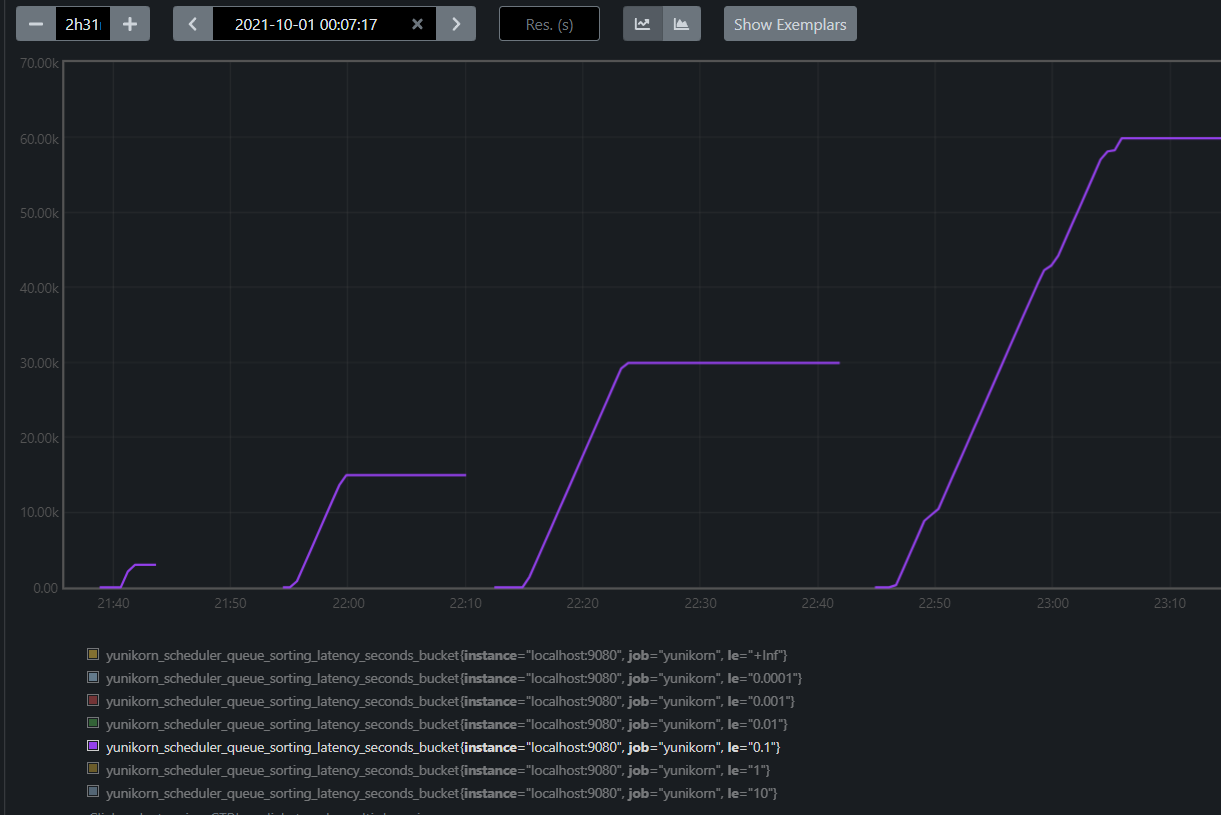 2h31
2021-10-01 00:07:17
Res. (s)
Show Exemplars
70.00k
60.00k
50.00k
40.00k
30.00k
20.00k
10.00k
0.00
21:40 21:50 22:00 22:10 22:20 22:30 22:40 22:50 23:00 23:10
yunikorn_scheduler_queue_sorting_latency_seconds_bucket{instance="localhost:9080", job="yunikorn", le="+Inf"}
yunikorn_scheduler_queue_sorting_latency_seconds_bucket{instance="localhost:9080", job="yunikorn", le="0.0001"}
yunikorn_scheduler_queue_sorting_latency_seconds_bucket{instance="localhost:9080", job="yunikorn", le="0.001"}
yunikorn_scheduler_queue_sorting_latency_seconds_bucket{instance="localhost:9080", job="yunikorn", le="0.01"}
yunikorn_scheduler_queue_sorting_latency_seconds_bucket{instance="localhost:9080", job="yunikorn", le="0.1"}
yunikorn_scheduler_queue_sorting_latency_seconds_bucket{instance="localhost:9080", job="yunikorn", le="1"}
yunikorn_scheduler_queue_sorting_latency_seconds_bucket{instance="localhost:9080", job="yunikorn", le="10"}